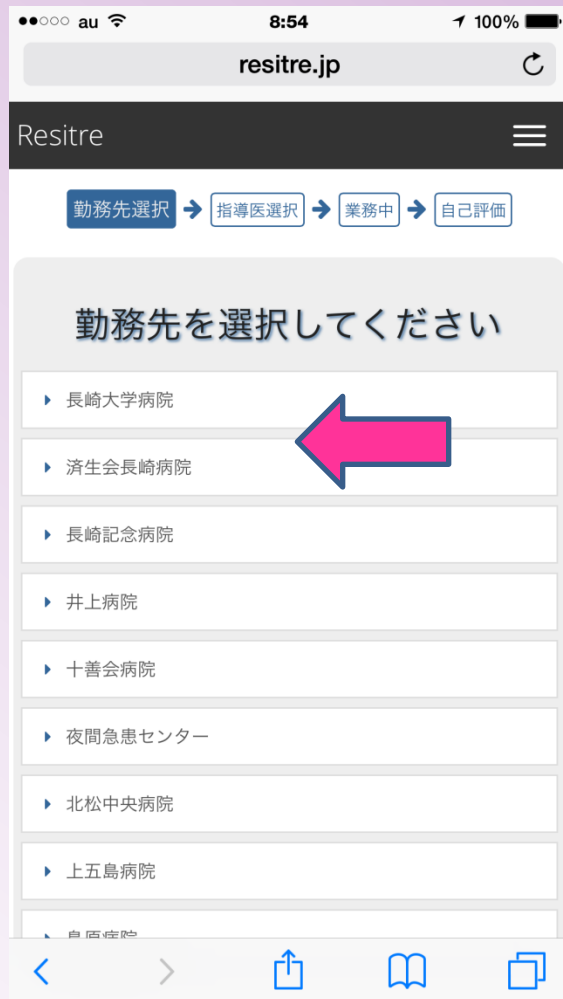 au 8:54 100%
resitre.jp
Resitre
勤務先選択 指導医選択 業務中 自己評価
勤務先を選択してください
長崎大学病院
済生会長崎病院
長崎記念病院
井上病院
十善会病院
夜間急患センター
北松中央病院
上五島病院
島原病院